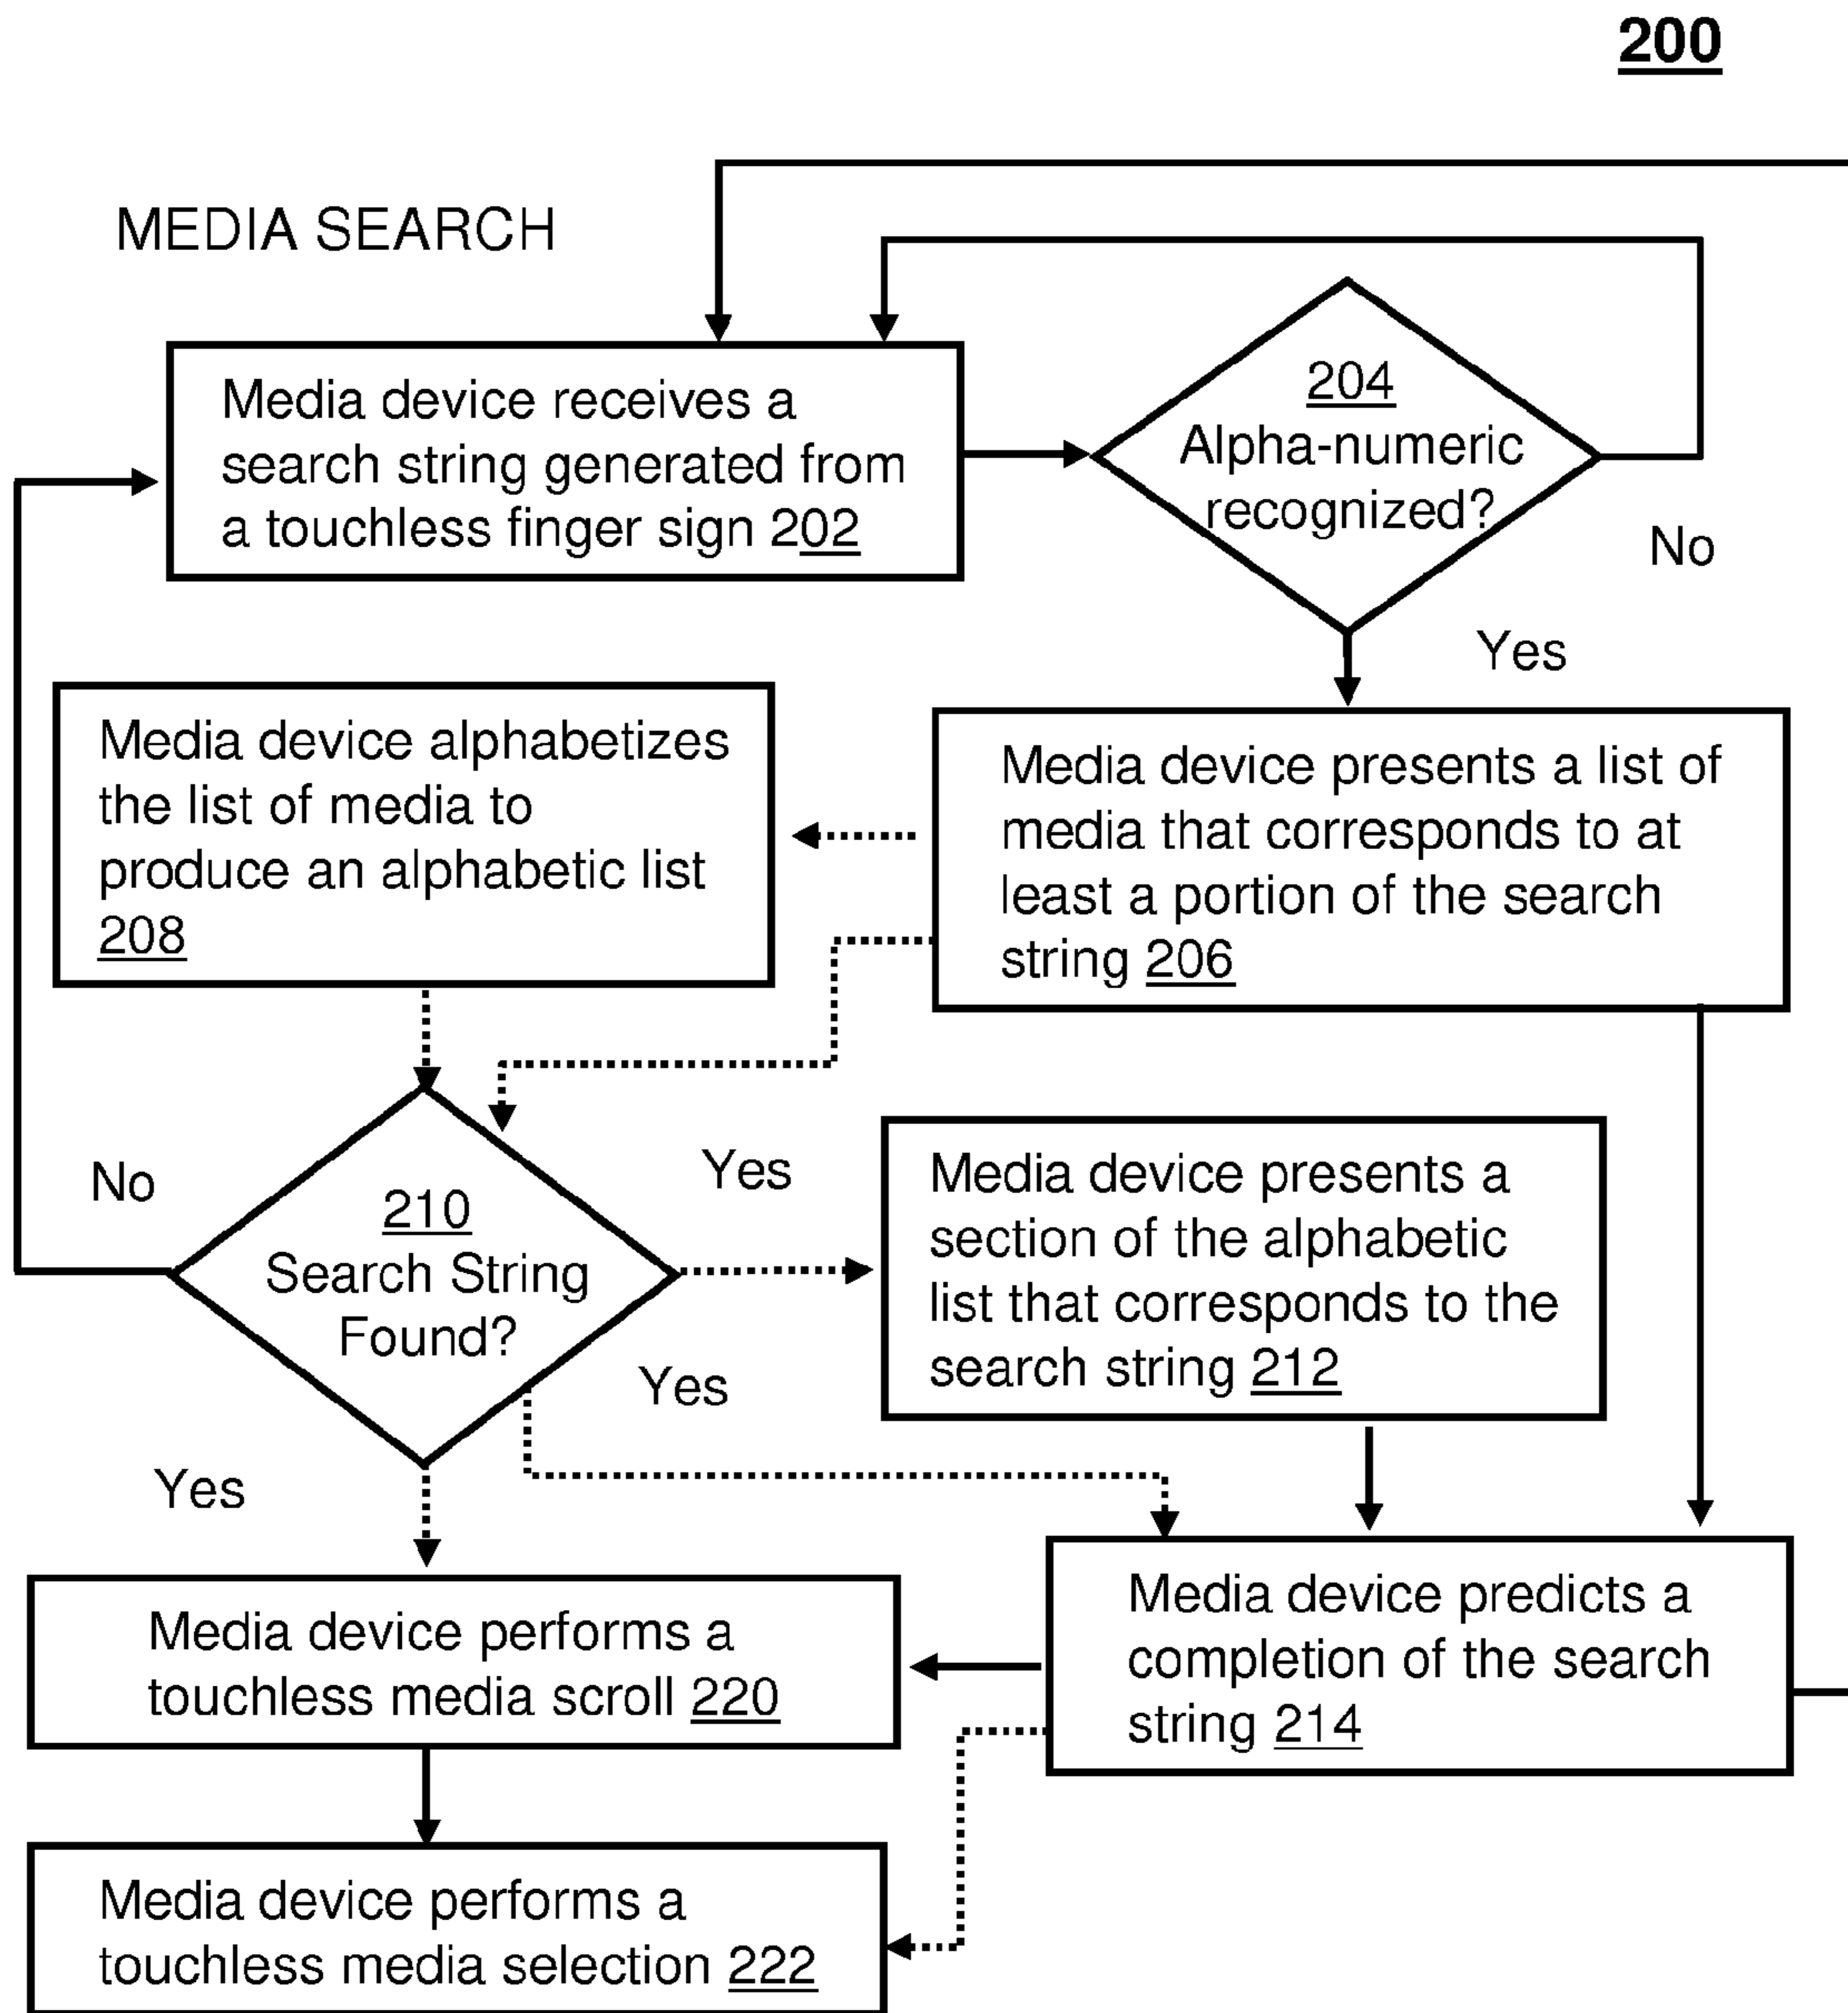 200
MEDIA SEARCH
Media device receives a
search string generated from
a touchless finger sign 202
204
Alpha-numeric
recognized?
No
Yes
Media device alphabetizes
the list of media to
produce an alphabetic list
208
Media device presents a list of
media that corresponds to at
least a portion of the search
string 206
No
210
Search String
Found?
Yes
Yes
Yes
Media device presents a
section of the alphabetic
list that corresponds to the
search string 212
Media device performs a
touchless media scroll 220
Media device predicts a
completion of the search
string 214
Media device performs a
touchless media selection 222